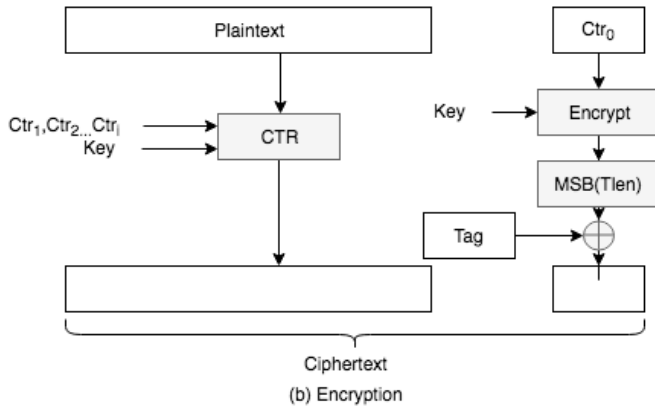 Plaintext
Ctr₀
Ctr₁,Ctr₂...Ctrᵢ
Key
CTR
Key
Encrypt
MSB(Tlen)
Tag
Ciphertext
(b) Encryption